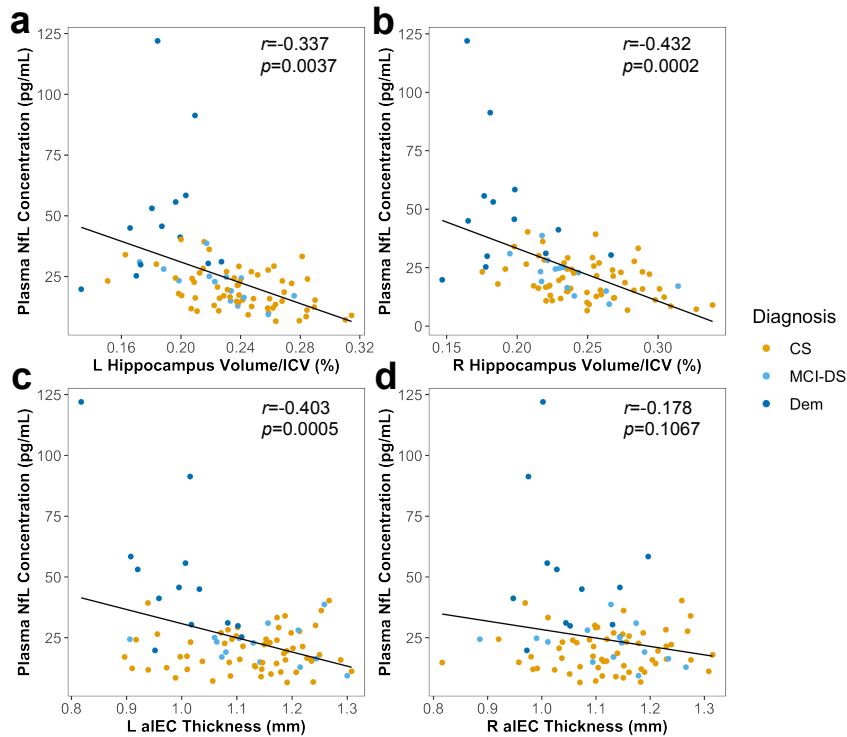 a
r=-0.337
p=0.0037
Plasma NfL Concentration (pg/mL)
125
100
75
50
25
0.16 0.20 0.24 0.28 0.32
L Hippocampus Volume/ICV (%)
b
r=-0.432
p=0.0002
Plasma NfL Concentration (pg/mL)
125
100
75
50
25
0
0.15 0.20 0.25 0.30
R Hippocampus Volume/ICV (%)
c
r=-0.403
p=0.0005
Plasma NfL Concentration (pg/mL)
125
100
75
50
25
0.8 0.9 1.0 1.1 1.2 1.3
L alEC Thickness (mm)
d
r=-0.178
p=0.1067
Plasma NfL Concentration (pg/mL)
125
100
75
50
25
0.8 0.9 1.0 1.1 1.2 1.3
R alEC Thickness (mm)
Diagnosis
CS
MCI-DS
Dem